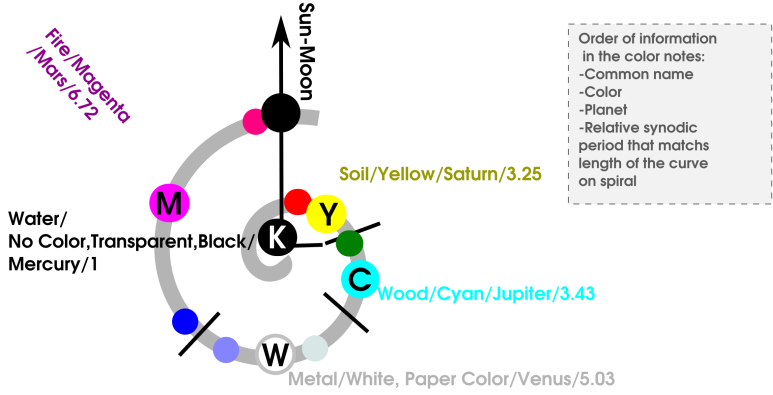 Fire/Magenta
/Mars/6.72
Sun-Moon
Order of information
in the color notes:
-Common name
-Color
-Planet
-Relative synodic
period that matchs
length of the curve
on spiral
M
Soil/Yellow/Saturn/3.25
Y
Water/
No Color,Transparent,Black/
Mercury/1
K
C
Wood/Cyan/Jupiter/3.43
W
Metal/White, Paper Color/Venus/5.03